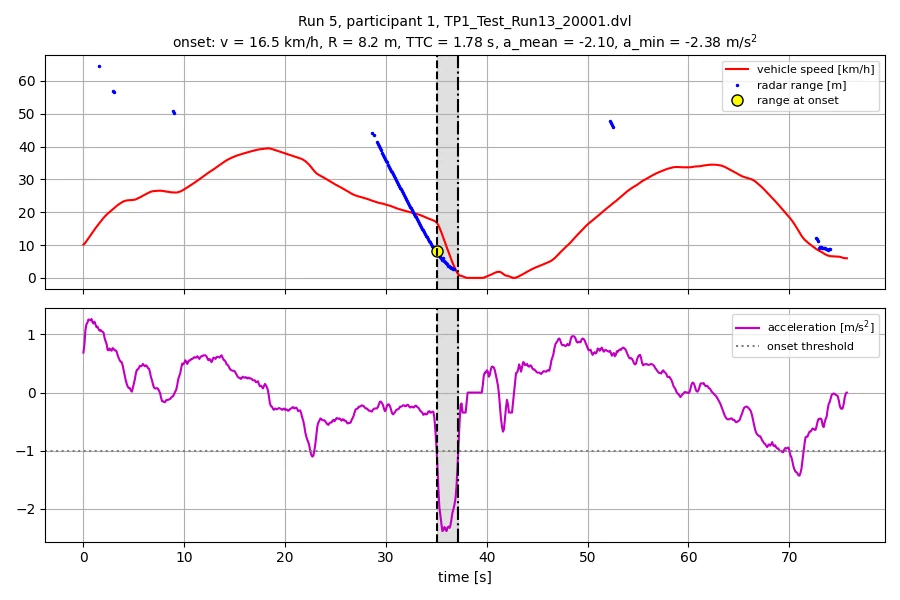 Run 5, participant 1, TP1_Test_Run13_20001.dvl
onset: v = 16.5 km/h, R = 8.2 m, TTC = 1.78 s, a_mean = -2.10, a_min = -2.38 m/s²
60
50
40
30
20
10
0
vehicle speed [km/h]
radar range [m]
range at onset
1
0
−1
−2
acceleration [m/s²]
onset threshold
0 10 20 30 40 50 60 70
time [s]